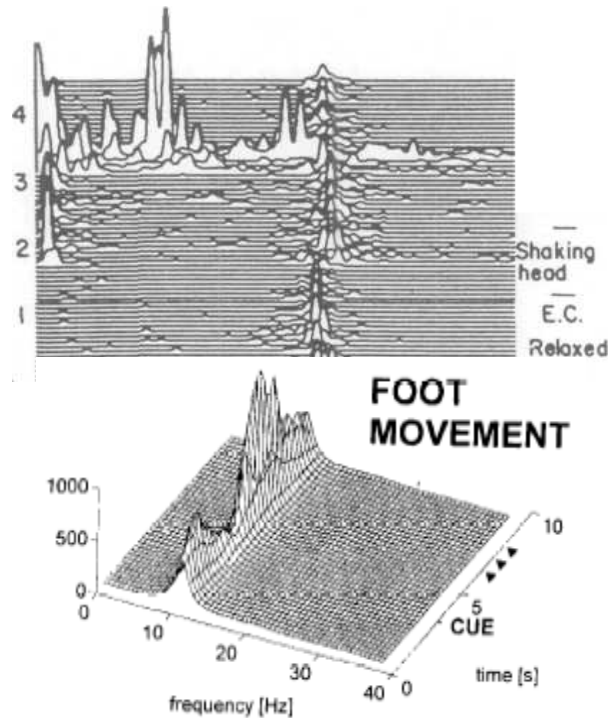 4
3
2
Shaking
head
1
E.C.
Relaxed
FOOT
MOVEMENT
1000
500
0
0
10
20
30
40
0
5
10
CUE
time [s]
frequency [Hz]